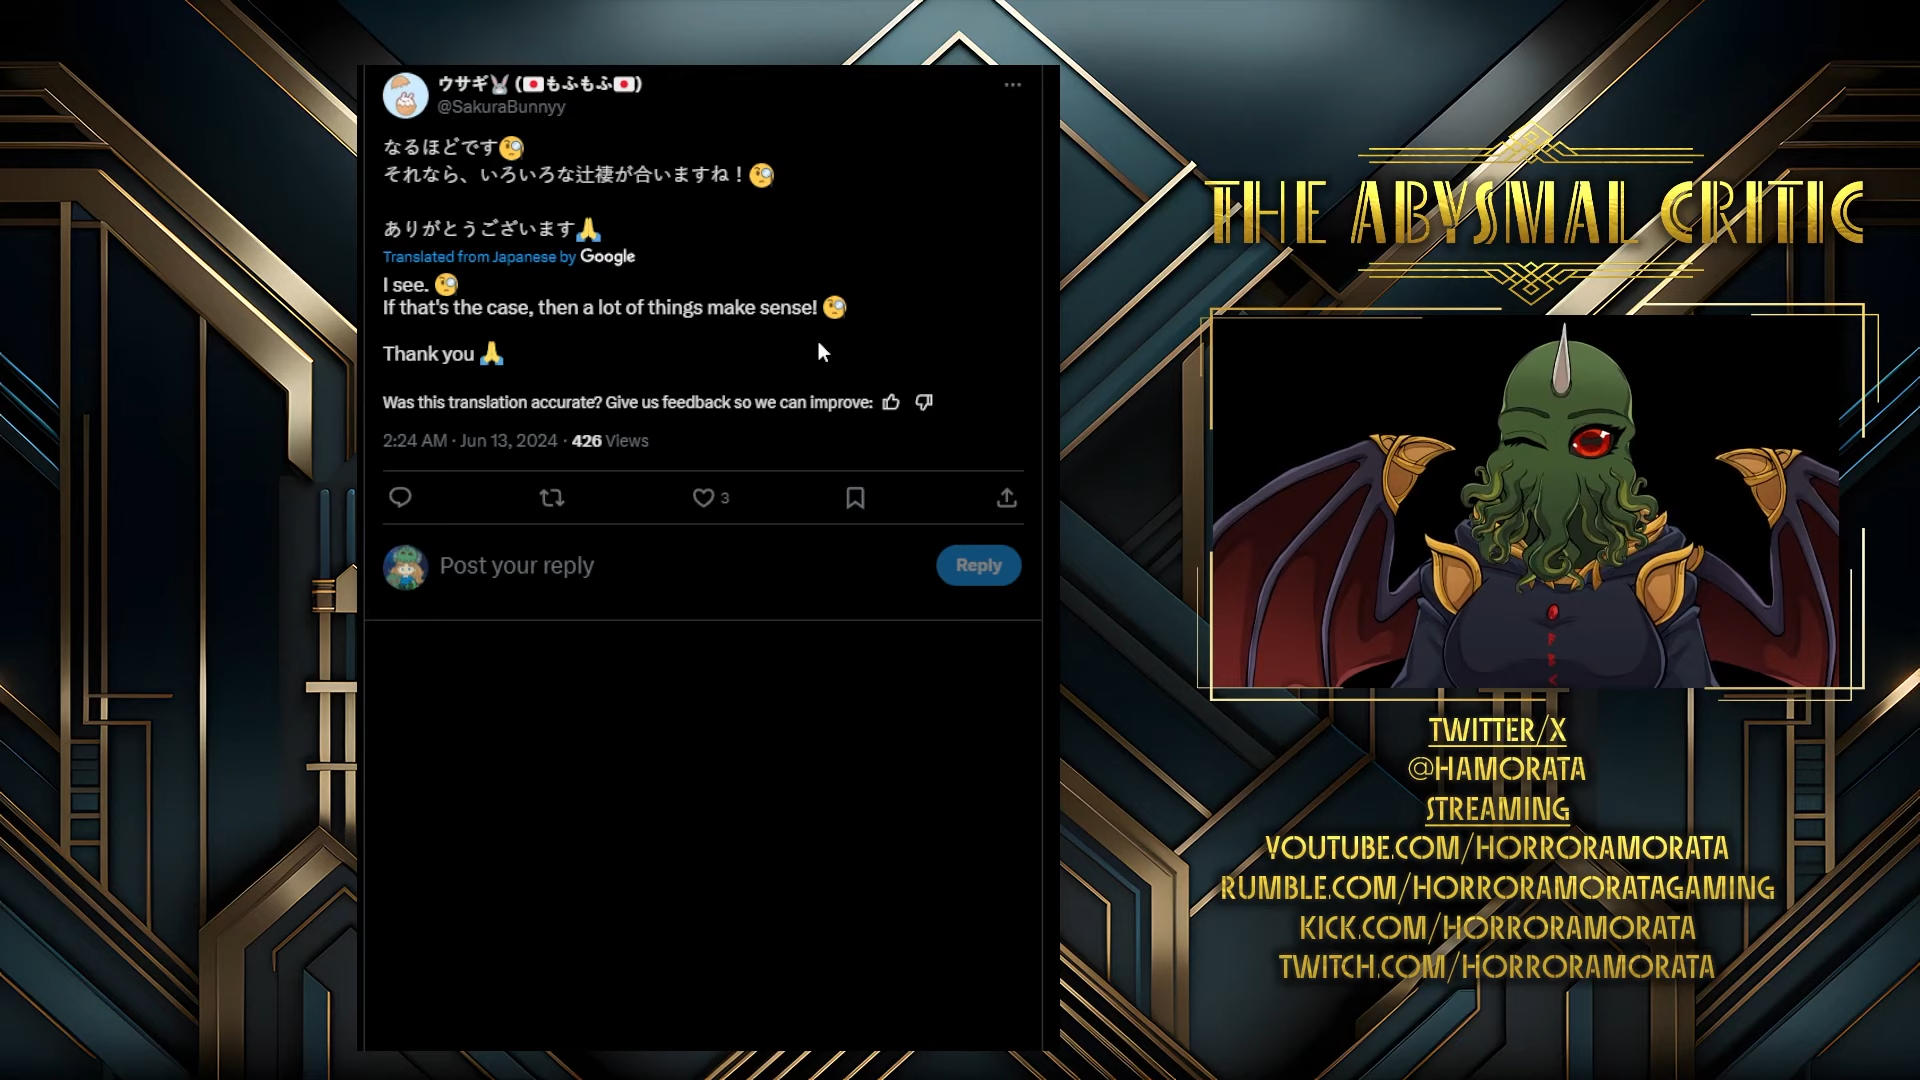 ウサギ🐰 (🇯🇵もふもふ🇯🇵)
@SakuraBunnyy
なるほどです🧐
それなら、いろいろな辻褄が合いますね！🧐
ありがとうございます🙏
Translated from Japanese by Google
I see. 🧐
If that's the case, then a lot of things make sense! 🧐
Thank you 🙏
Was this translation accurate? Give us feedback so we can improve:
2:24 AM · Jun 13, 2024 · 426 Views
3
Post your reply
Reply
THE ABYSMAL CRITIC
TWITTER/X
@HAMORATA
STREAMING
YOUTUBE.COM/HORRORAMORATA
RUMBLE.COM/HORRORAMORATAGAMING
KICK.COM/HORRORAMORATA
TWITCH.COM/HORRORAMORATA